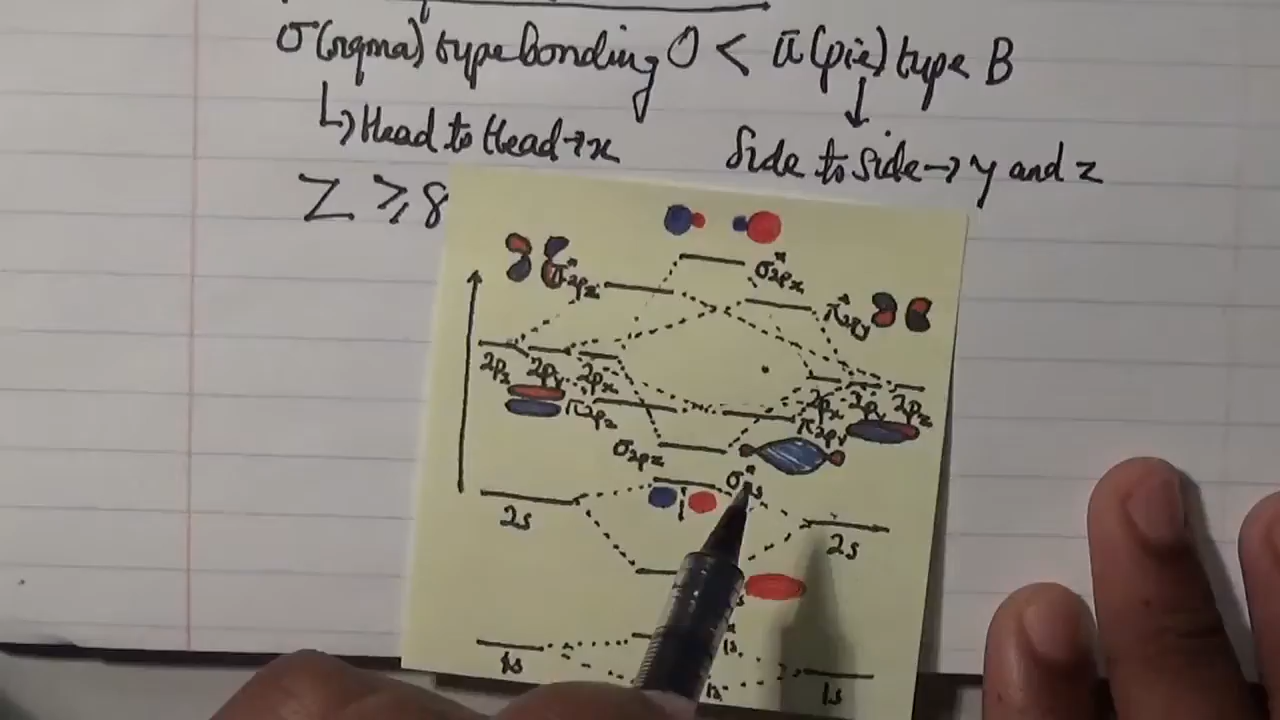 σ(sigma) type bonding O < π(pie) type B
↳ Head to Head → x
Side to side → y and z
Z ≥ 8
σ*2px
π*2pz
π*2py
2pz 2py 2px
2px 2py 2pz
π2pz
π2py
σ2px
σ*2s
2s
2s
s
1s
1s